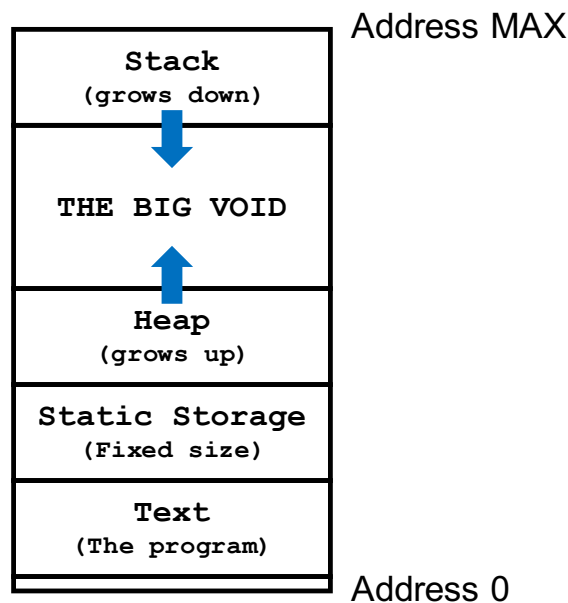 Address MAX
Stack
(grows down)
THE BIG VOID
Heap
(grows up)
Static Storage
(Fixed size)
Text
(The program)
Address 0